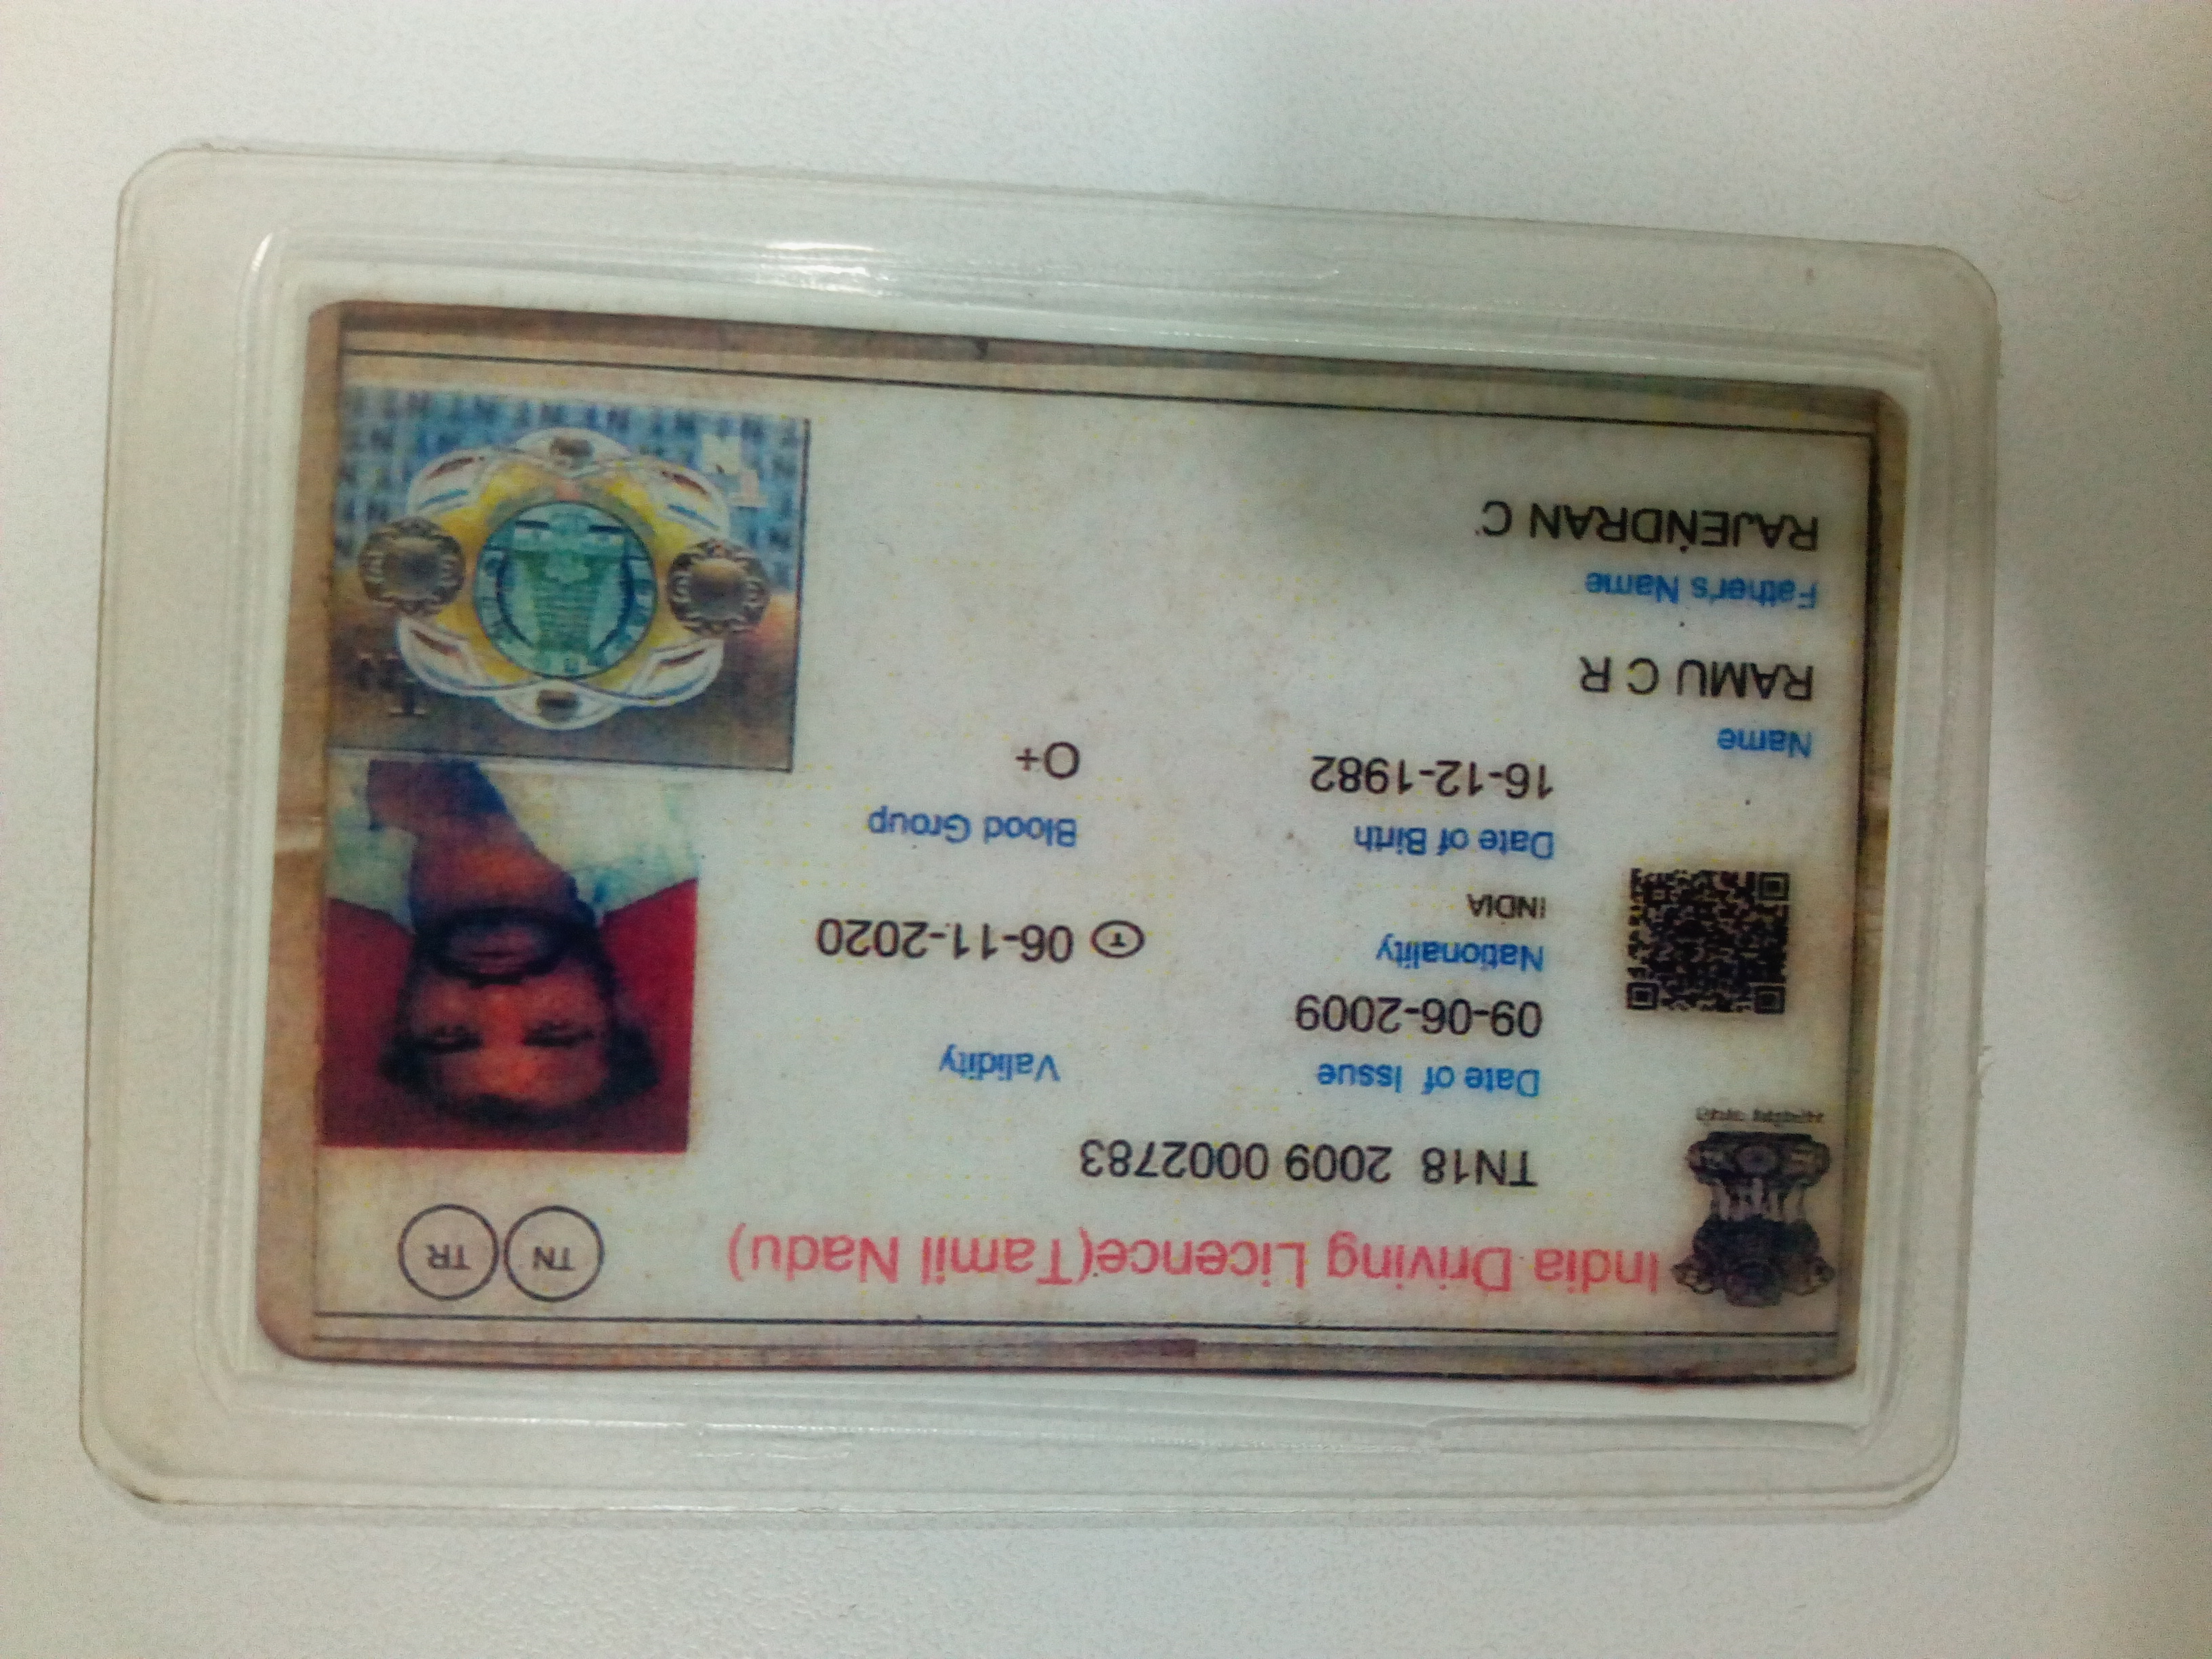 India Driving Licence(Tamil Nadu)
TN TR
TN18 2009 0002783
Date of Issue Validity
09-06-2009 Ⓣ 06-11-2020
Nationality
INDIA
Date of Birth Blood Group
16-12-1982 O+
Name
RAMU C R
Father's Name
RAJENDRAN C